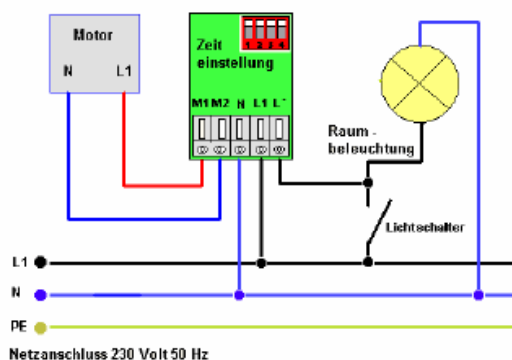 Motor
N L1
Zeit
einstellung
1 2 3 4
M1 M2 N L1 L'
Raum -
beleuchtung
Lichtschalter
L1
N
PE
Netzanschluss 230 Volt 50 Hz